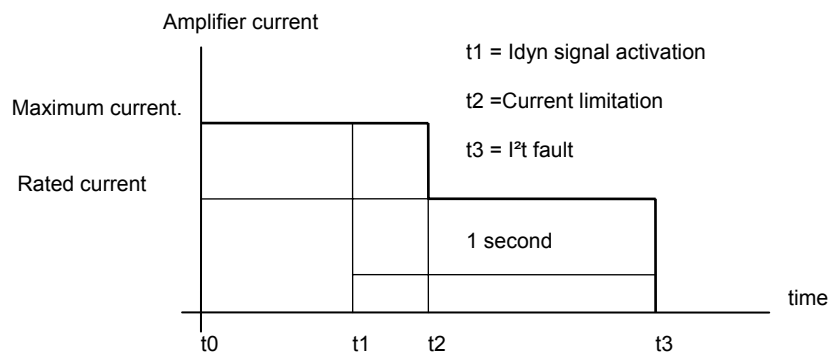 Amplifier current
t1 = Idyn signal activation
t2 =Current limitation
t3 = I²t fault
Maximum current.
Rated current
1 second
time
t0 t1 t2 t3